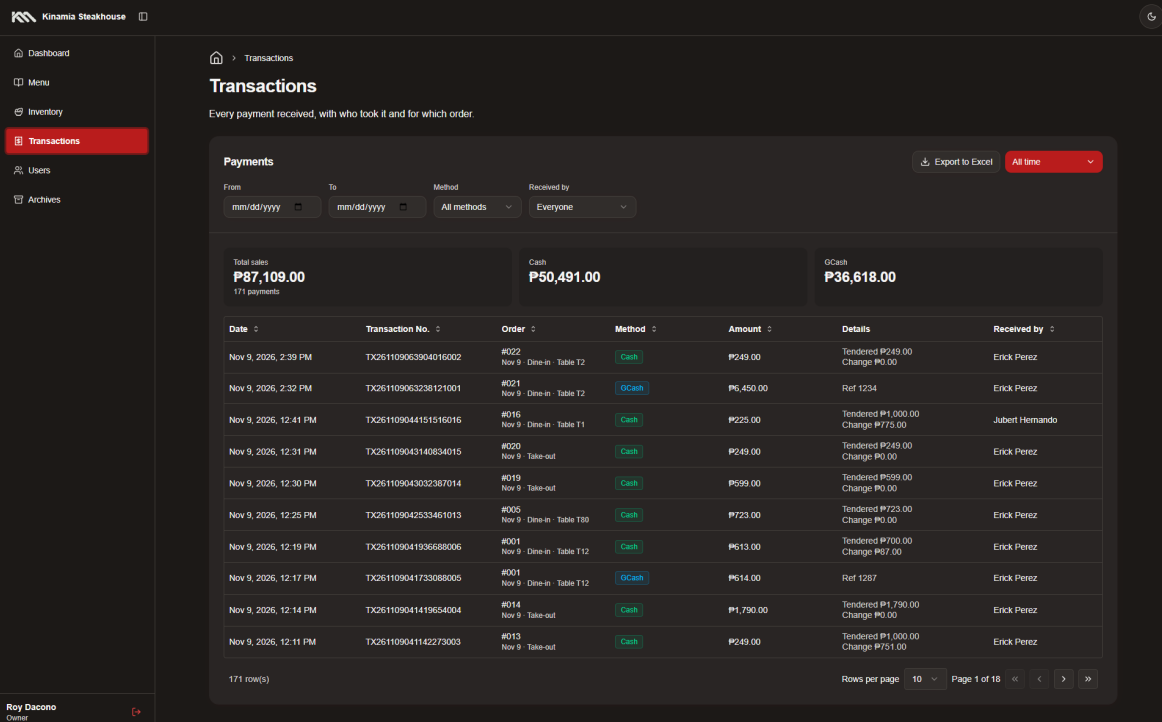 Kinamia Steakhouse
Dashboard
Menu
Inventory
Transactions
Users
Archives
Roy Dacono
Owner
Transactions
Transactions
Every payment received, with who took it and for which order.
Payments
Export to Excel
All time
From To Method Received by
mm/dd/yyyy mm/dd/yyyy All methods Everyone
Total sales
₱87,109.00
171 payments
Cash
₱50,491.00
GCash
₱36,618.00
Date Transaction No. Order Method Amount Details Received by
Nov 9, 2026, 2:39 PM TX261109063904016002 #022 Cash ₱249.00 Tendered ₱249.00 Erick Perez
Nov 9 · Dine-in · Table T2 Change ₱0.00
Nov 9, 2026, 2:32 PM TX261109063238121001 #021 GCash ₱6,450.00 Ref 1234 Erick Perez
Nov 9 · Dine-in · Table T2
Nov 9, 2026, 12:41 PM TX261109044151516016 #016 Cash ₱225.00 Tendered ₱1,000.00 Jubert Hernando
Nov 9 · Dine-in · Table T1 Change ₱775.00
Nov 9, 2026, 12:31 PM TX261109043140834015 #020 Cash ₱249.00 Tendered ₱249.00 Erick Perez
Nov 9 · Take-out Change ₱0.00
Nov 9, 2026, 12:30 PM TX261109043032387014 #019 Cash ₱599.00 Tendered ₱599.00 Erick Perez
Nov 9 · Take-out Change ₱0.00
Nov 9, 2026, 12:25 PM TX261109042533461013 #005 Cash ₱723.00 Tendered ₱723.00 Erick Perez
Nov 9 · Dine-in · Table T80 Change ₱0.00
Nov 9, 2026, 12:19 PM TX261109041936688006 #001 Cash ₱613.00 Tendered ₱700.00 Erick Perez
Nov 9 · Dine-in · Table T12 Change ₱87.00
Nov 9, 2026, 12:17 PM TX261109041733088005 #001 GCash ₱614.00 Ref 1287 Erick Perez
Nov 9 · Dine-in · Table T12
Nov 9, 2026, 12:14 PM TX261109041419654004 #014 Cash ₱1,790.00 Tendered ₱1,790.00 Erick Perez
Nov 9 · Take-out Change ₱0.00
Nov 9, 2026, 12:11 PM TX261109041142273003 #013 Cash ₱249.00 Tendered ₱1,000.00 Erick Perez
Nov 9 · Take-out Change ₱751.00
171 row(s) Rows per page 10 Page 1 of 18